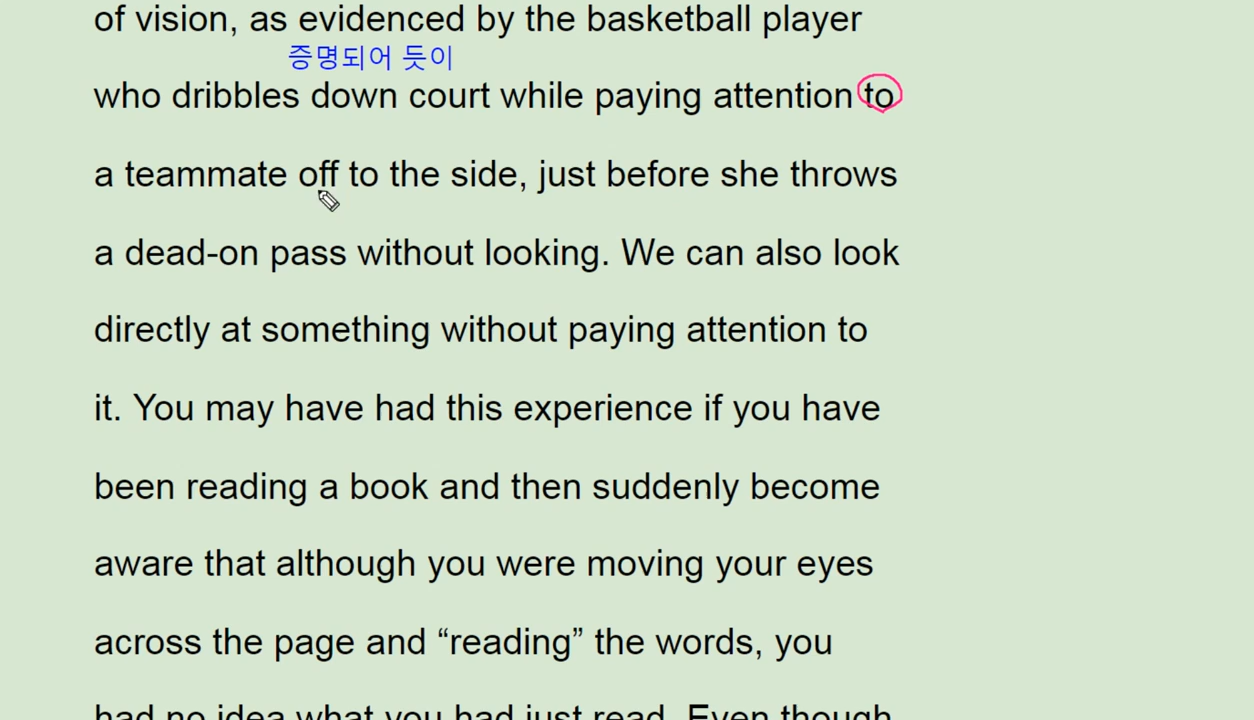 of vision, as evidenced by the basketball player
증명되어 듯이
who dribbles down court while paying attention to
a teammate off to the side, just before she throws
a dead-on pass without looking. We can also look
directly at something without paying attention to
it. You may have had this experience if you have
been reading a book and then suddenly become
aware that although you were moving your eyes
across the page and “reading” the words, you
had no idea what you had just read. Even though